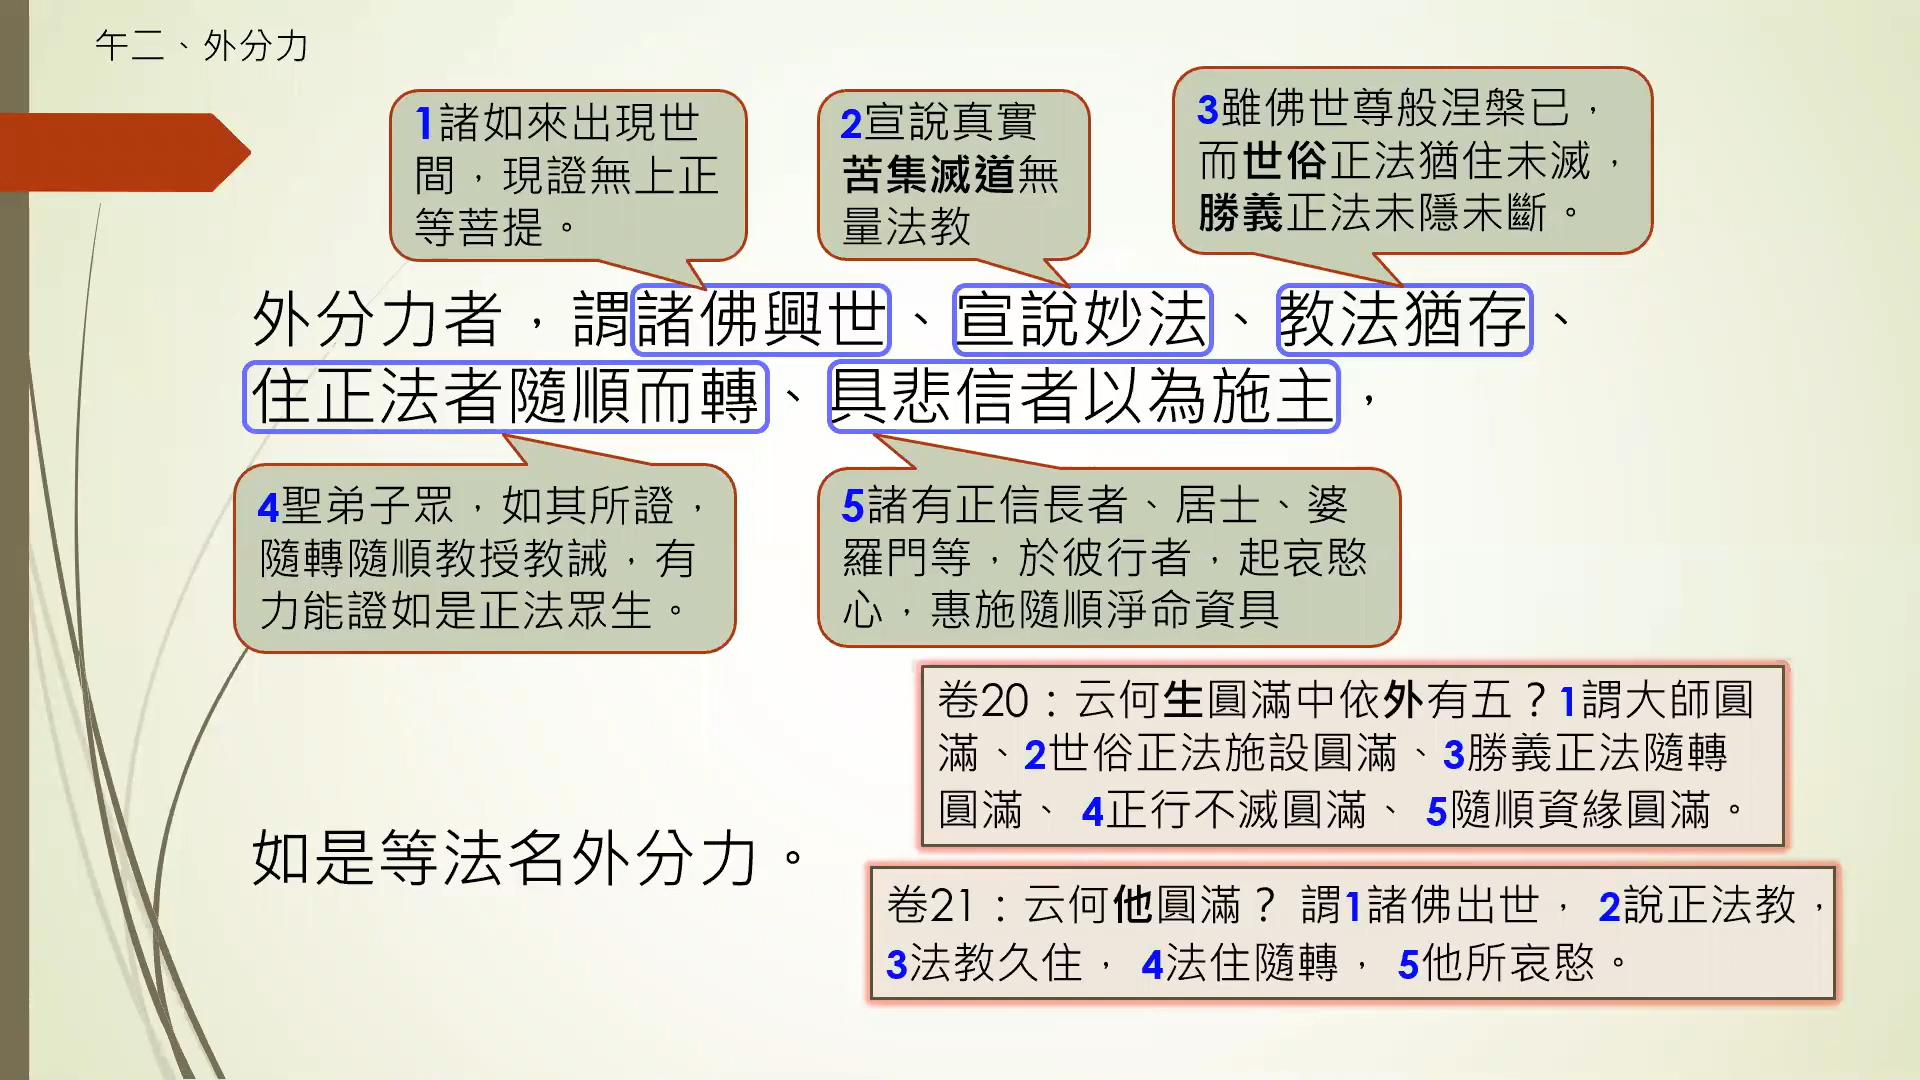 午二、外分力
1諸如來出現世
間，現證無上正
等菩提。
2宣說真實
苦集滅道無
量法教
3雖佛世尊般涅槃已，
而世俗正法猶住未滅，
勝義正法未隱未斷。
外分力者，謂諸佛興世、宣說妙法、教法猶存、
住正法者隨順而轉、具悲信者以為施主，
4聖弟子眾，如其所證，
隨轉隨順教授教誡，有
力能證如是正法眾生。
5諸有正信長者、居士、婆
羅門等，於彼行者，起哀愍
心，惠施隨順淨命資具
卷20：云何生圓滿中依外有五？1謂大師圓
滿、2世俗正法施設圓滿、3勝義正法隨轉
圓滿、 4正行不滅圓滿、 5隨順資緣圓滿。
如是等法名外分力。
卷21：云何他圓滿？ 謂1諸佛出世， 2說正法教，
3法教久住， 4法住隨轉， 5他所哀愍。